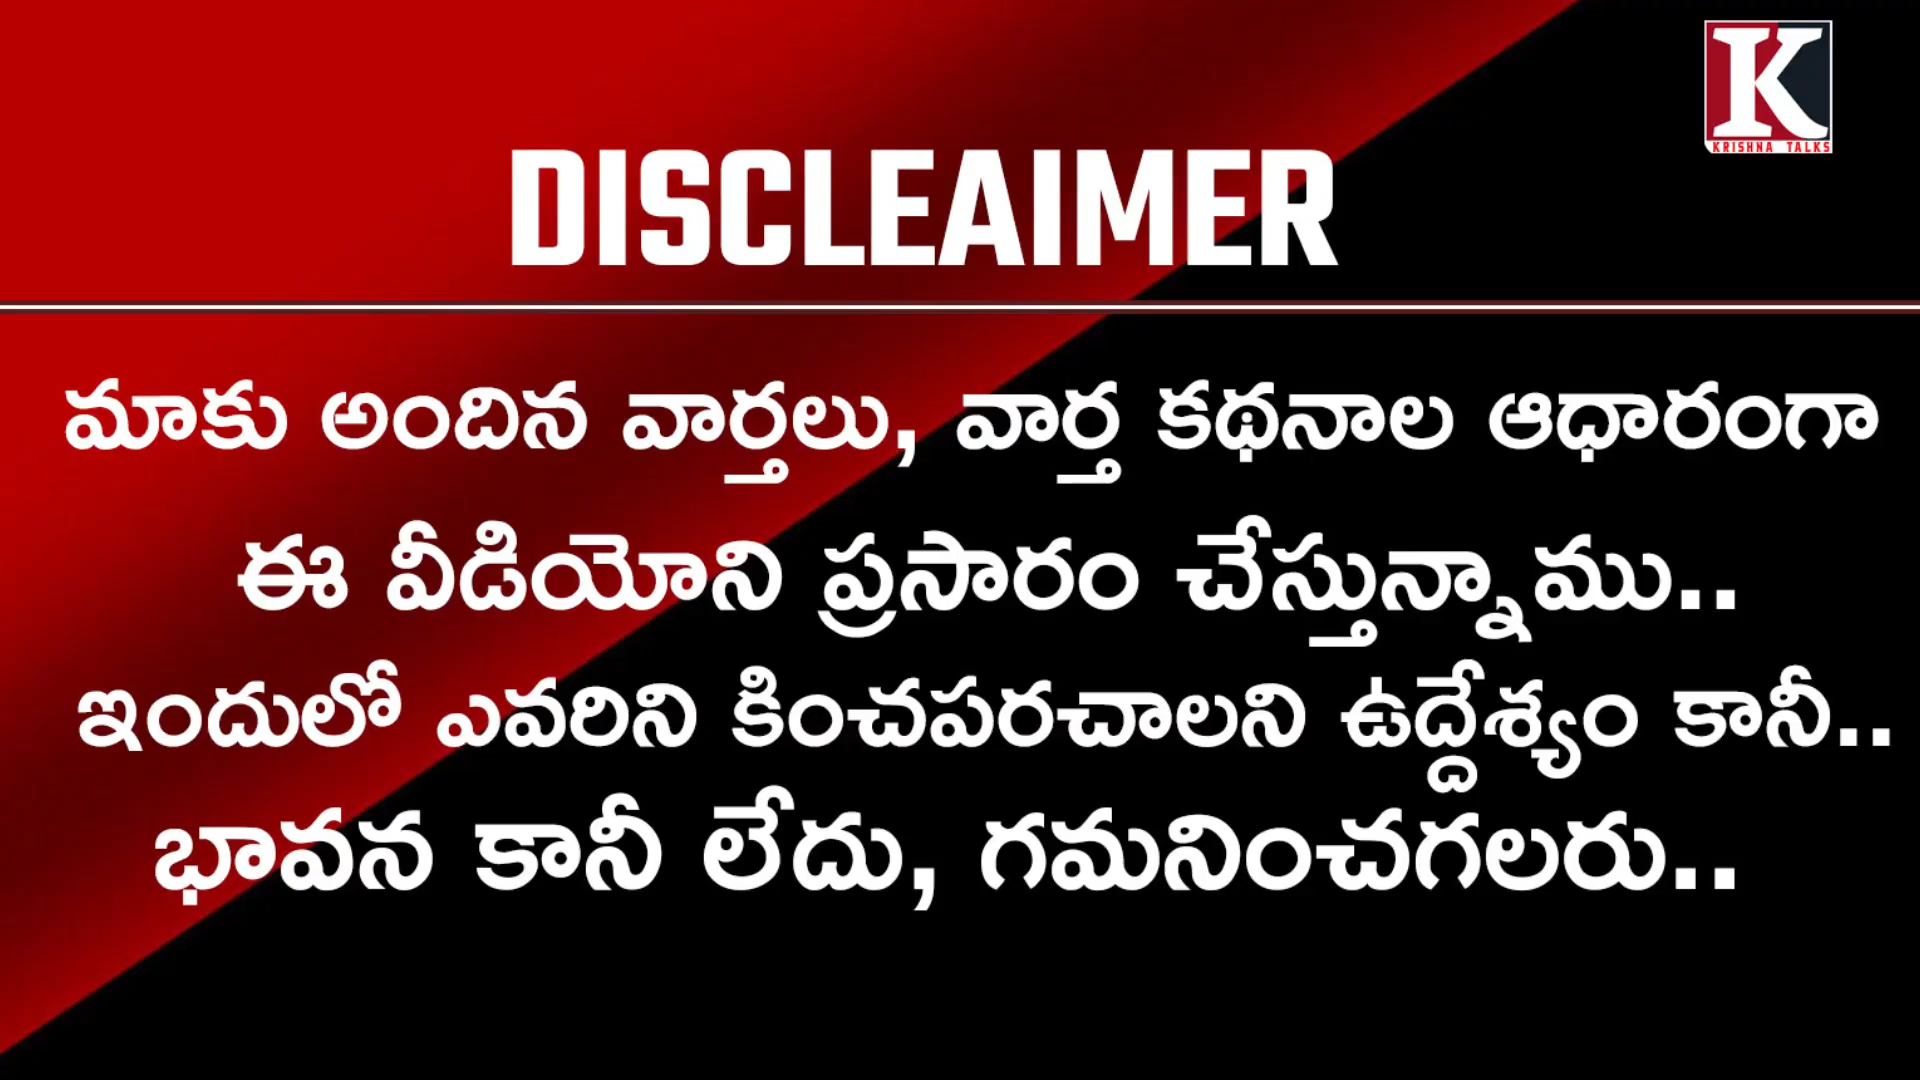 K
KRISHNA TALKS
DISCLEAIMER
మాకు అందిన వార్తలు, వార్త కథనాల ఆధారంగా
ఈ వీడియోని ప్రసారం చేస్తున్నాము..
ఇందులో ఎవరిని కించపరచాలని ఉద్దేశ్యం కానీ..
భావన కానీ లేదు, గమనించగలరు..